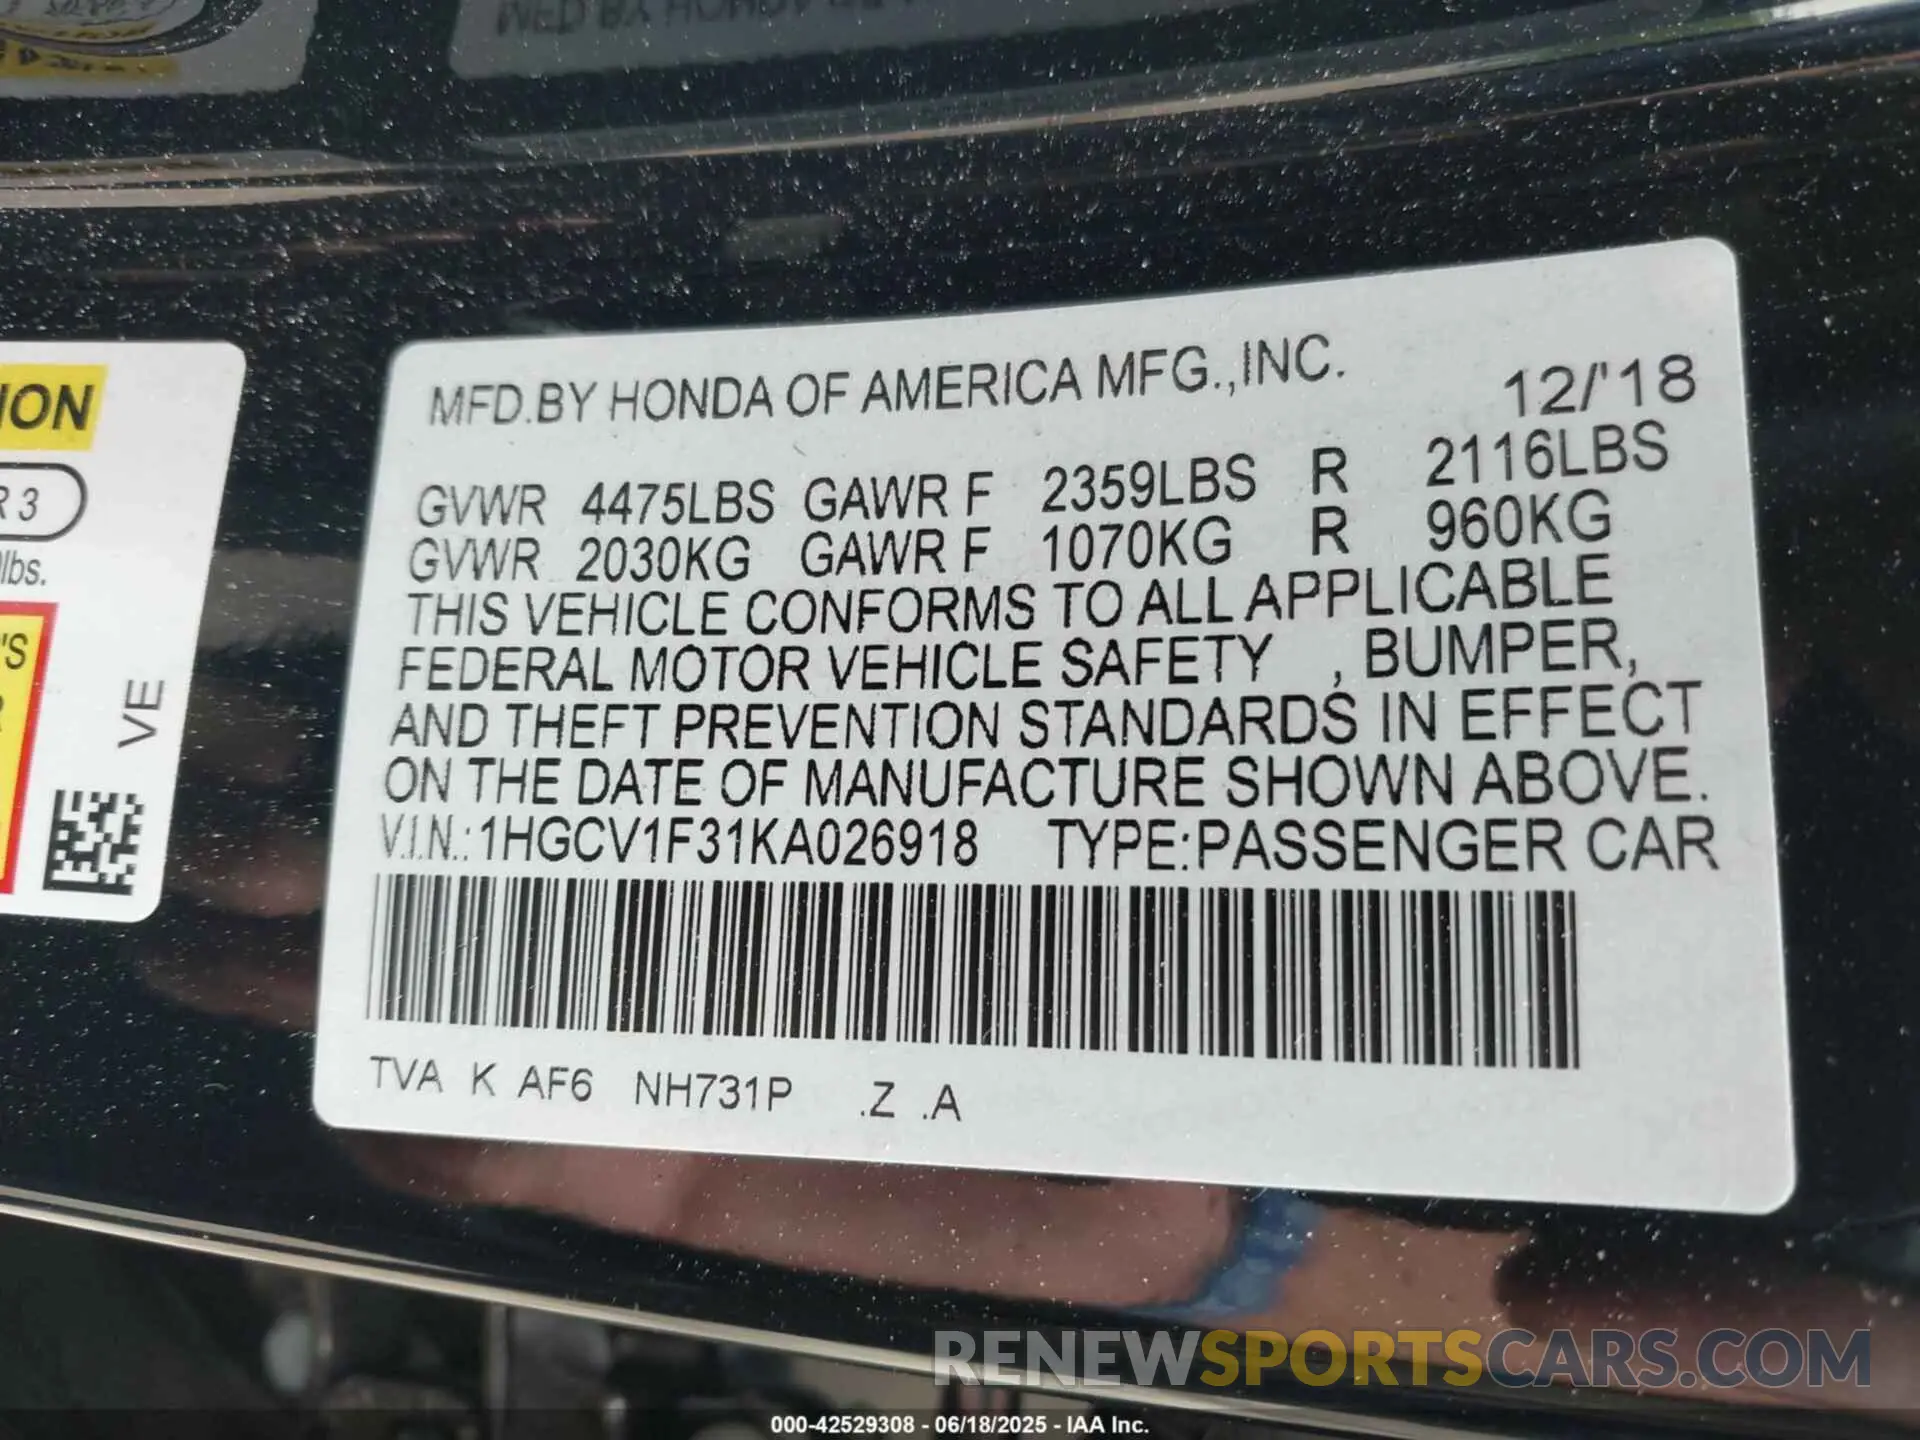 MFD.BY HONDA OF AMERICA MFG.,INC. 12/'18
GVWR 4475LBS GAWR F 2359LBS R 2116LBS
GVWR 2030KG GAWR F 1070KG R 960KG
THIS VEHICLE CONFORMS TO ALL APPLICABLE
FEDERAL MOTOR VEHICLE SAFETY , BUMPER,
AND THEFT PREVENTION STANDARDS IN EFFECT
ON THE DATE OF MANUFACTURE SHOWN ABOVE.
V.I.N.: 1HGCV1F31KA026918 TYPE:PASSENGER CAR
TVA K AF6 NH731P .Z .A
ION
R 3
lbs.
'S
R
VE
RENEWSPORTSCARS.COM
000-42529308 - 06/18/2025 - IAA Inc.